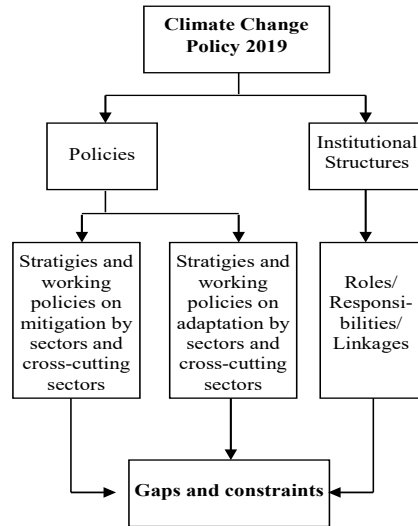 Climate Change
Policy 2019
Policies
Institutional
Structures
Stratigies and
working
policies on
mitigation by
sectors and
cross-cutting
sectors
Stratigies and
working
policies on
adaptation by
sectors and
cross-cutting
sectors
Roles/
Responsi-
bilities/
Linkages
Gaps and constraints